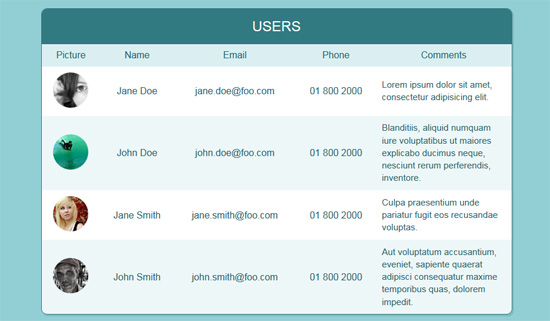 USERS
Picture Name Email Phone Comments
Jane Doe jane.doe@foo.com 01 800 2000 Lorem ipsum dolor sit amet,
consectetur adipisicing elit.
John Doe john.doe@foo.com 01 800 2000 Blanditiis, aliquid numquam
iure voluptatibus ut maiores
explicabo ducimus neque,
nesciunt rerum perferendis,
inventore.
Jane Smith jane.smith@foo.com 01 800 2000 Culpa praesentium unde
pariatur fugit eos recusandae
voluptas.
John Smith john.smith@foo.com 01 800 2000 Aut voluptatum accusantium,
eveniet, sapiente quaerat
adipisci consequatur maxime
temporibus quas, dolorem
impedit.